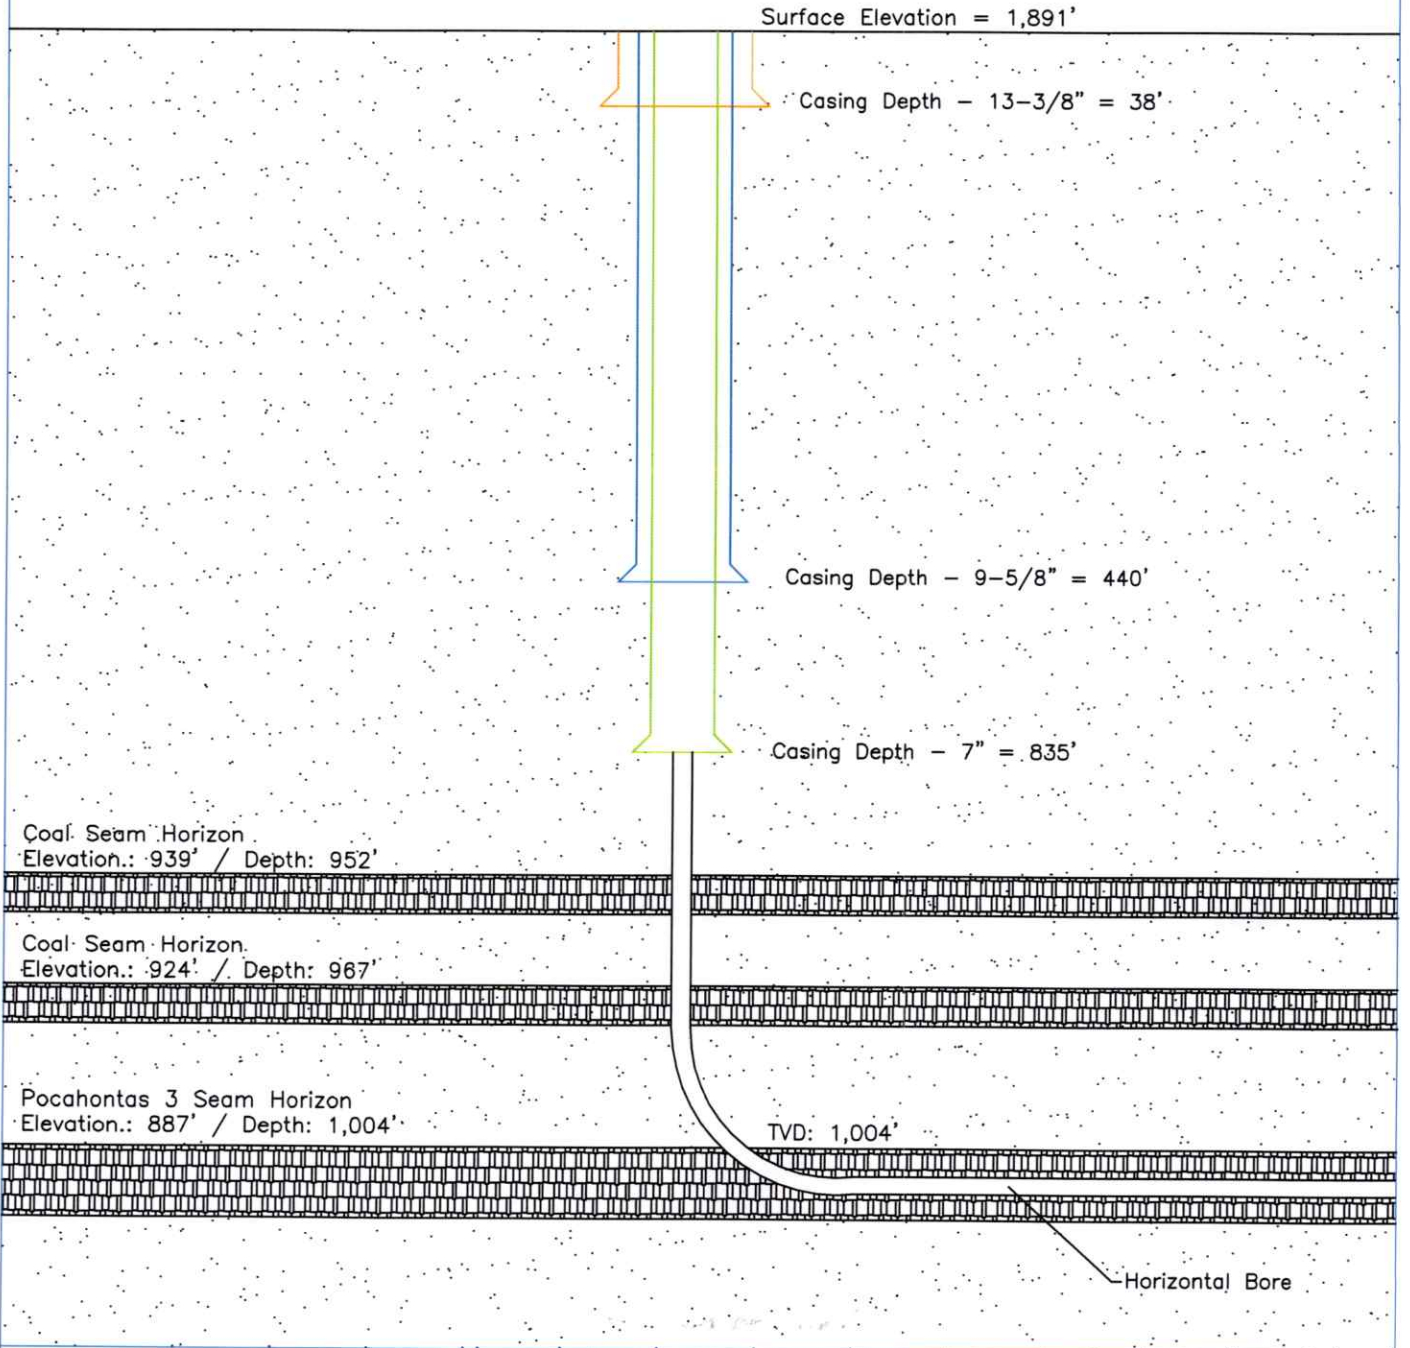 Surface Elevation = 1,891'
Casing Depth - 13-3/8" = 38'
Casing Depth - 9-5/8" = 440'
Casing Depth - 7" = 835'
Coal Seam Horizon
Elevation.: 939' / Depth: 952'
Coal Seam Horizon
Elevation.: 924' / Depth: 967'
Pocahontas 3 Seam Horizon
Elevation.: 887' / Depth: 1,004'
TVD: 1,004'
Horizontal Bore